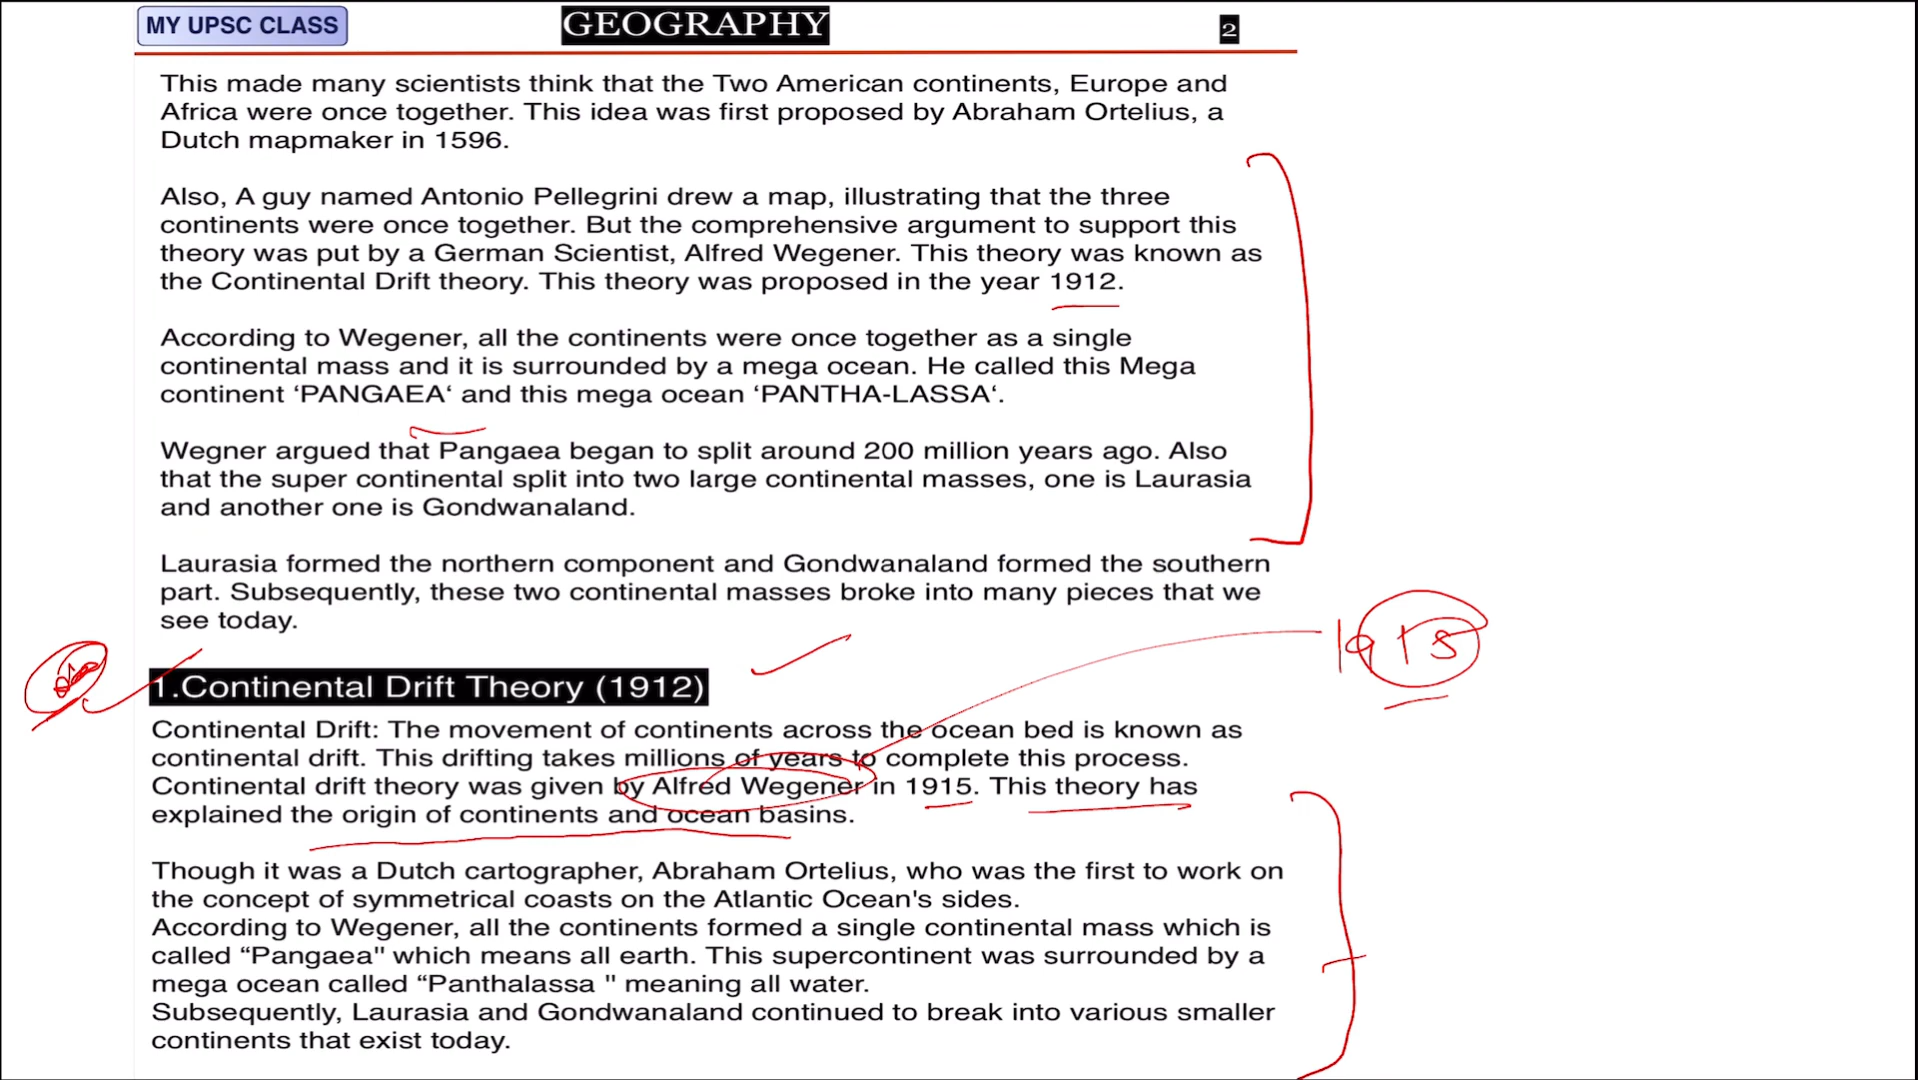 MY UPSC CLASS
GEOGRAPHY
2
This made many scientists think that the Two American continents, Europe and
Africa were once together. This idea was first proposed by Abraham Ortelius, a
Dutch mapmaker in 1596.
Also, A guy named Antonio Pellegrini drew a map, illustrating that the three
continents were once together. But the comprehensive argument to support this
theory was put by a German Scientist, Alfred Wegener. This theory was known as
the Continental Drift theory. This theory was proposed in the year 1912.
According to Wegener, all the continents were once together as a single
continental mass and it is surrounded by a mega ocean. He called this Mega
continent ‘PANGAEA‘ and this mega ocean ‘PANTHA-LASSA‘.
Wegner argued that Pangaea began to split around 200 million years ago. Also
that the super continental split into two large continental masses, one is Laurasia
and another one is Gondwanaland.
Laurasia formed the northern component and Gondwanaland formed the southern
part. Subsequently, these two continental masses broke into many pieces that we
see today.
1915
1.Continental Drift Theory (1912)
Continental Drift: The movement of continents across the ocean bed is known as
continental drift. This drifting takes millions of years to complete this process.
Continental drift theory was given by Alfred Wegener in 1915. This theory has
explained the origin of continents and ocean basins.
Though it was a Dutch cartographer, Abraham Ortelius, who was the first to work on
the concept of symmetrical coasts on the Atlantic Ocean's sides.
According to Wegener, all the continents formed a single continental mass which is
called “Pangaea" which means all earth. This supercontinent was surrounded by a
mega ocean called “Panthalassa " meaning all water.
Subsequently, Laurasia and Gondwanaland continued to break into various smaller
continents that exist today.